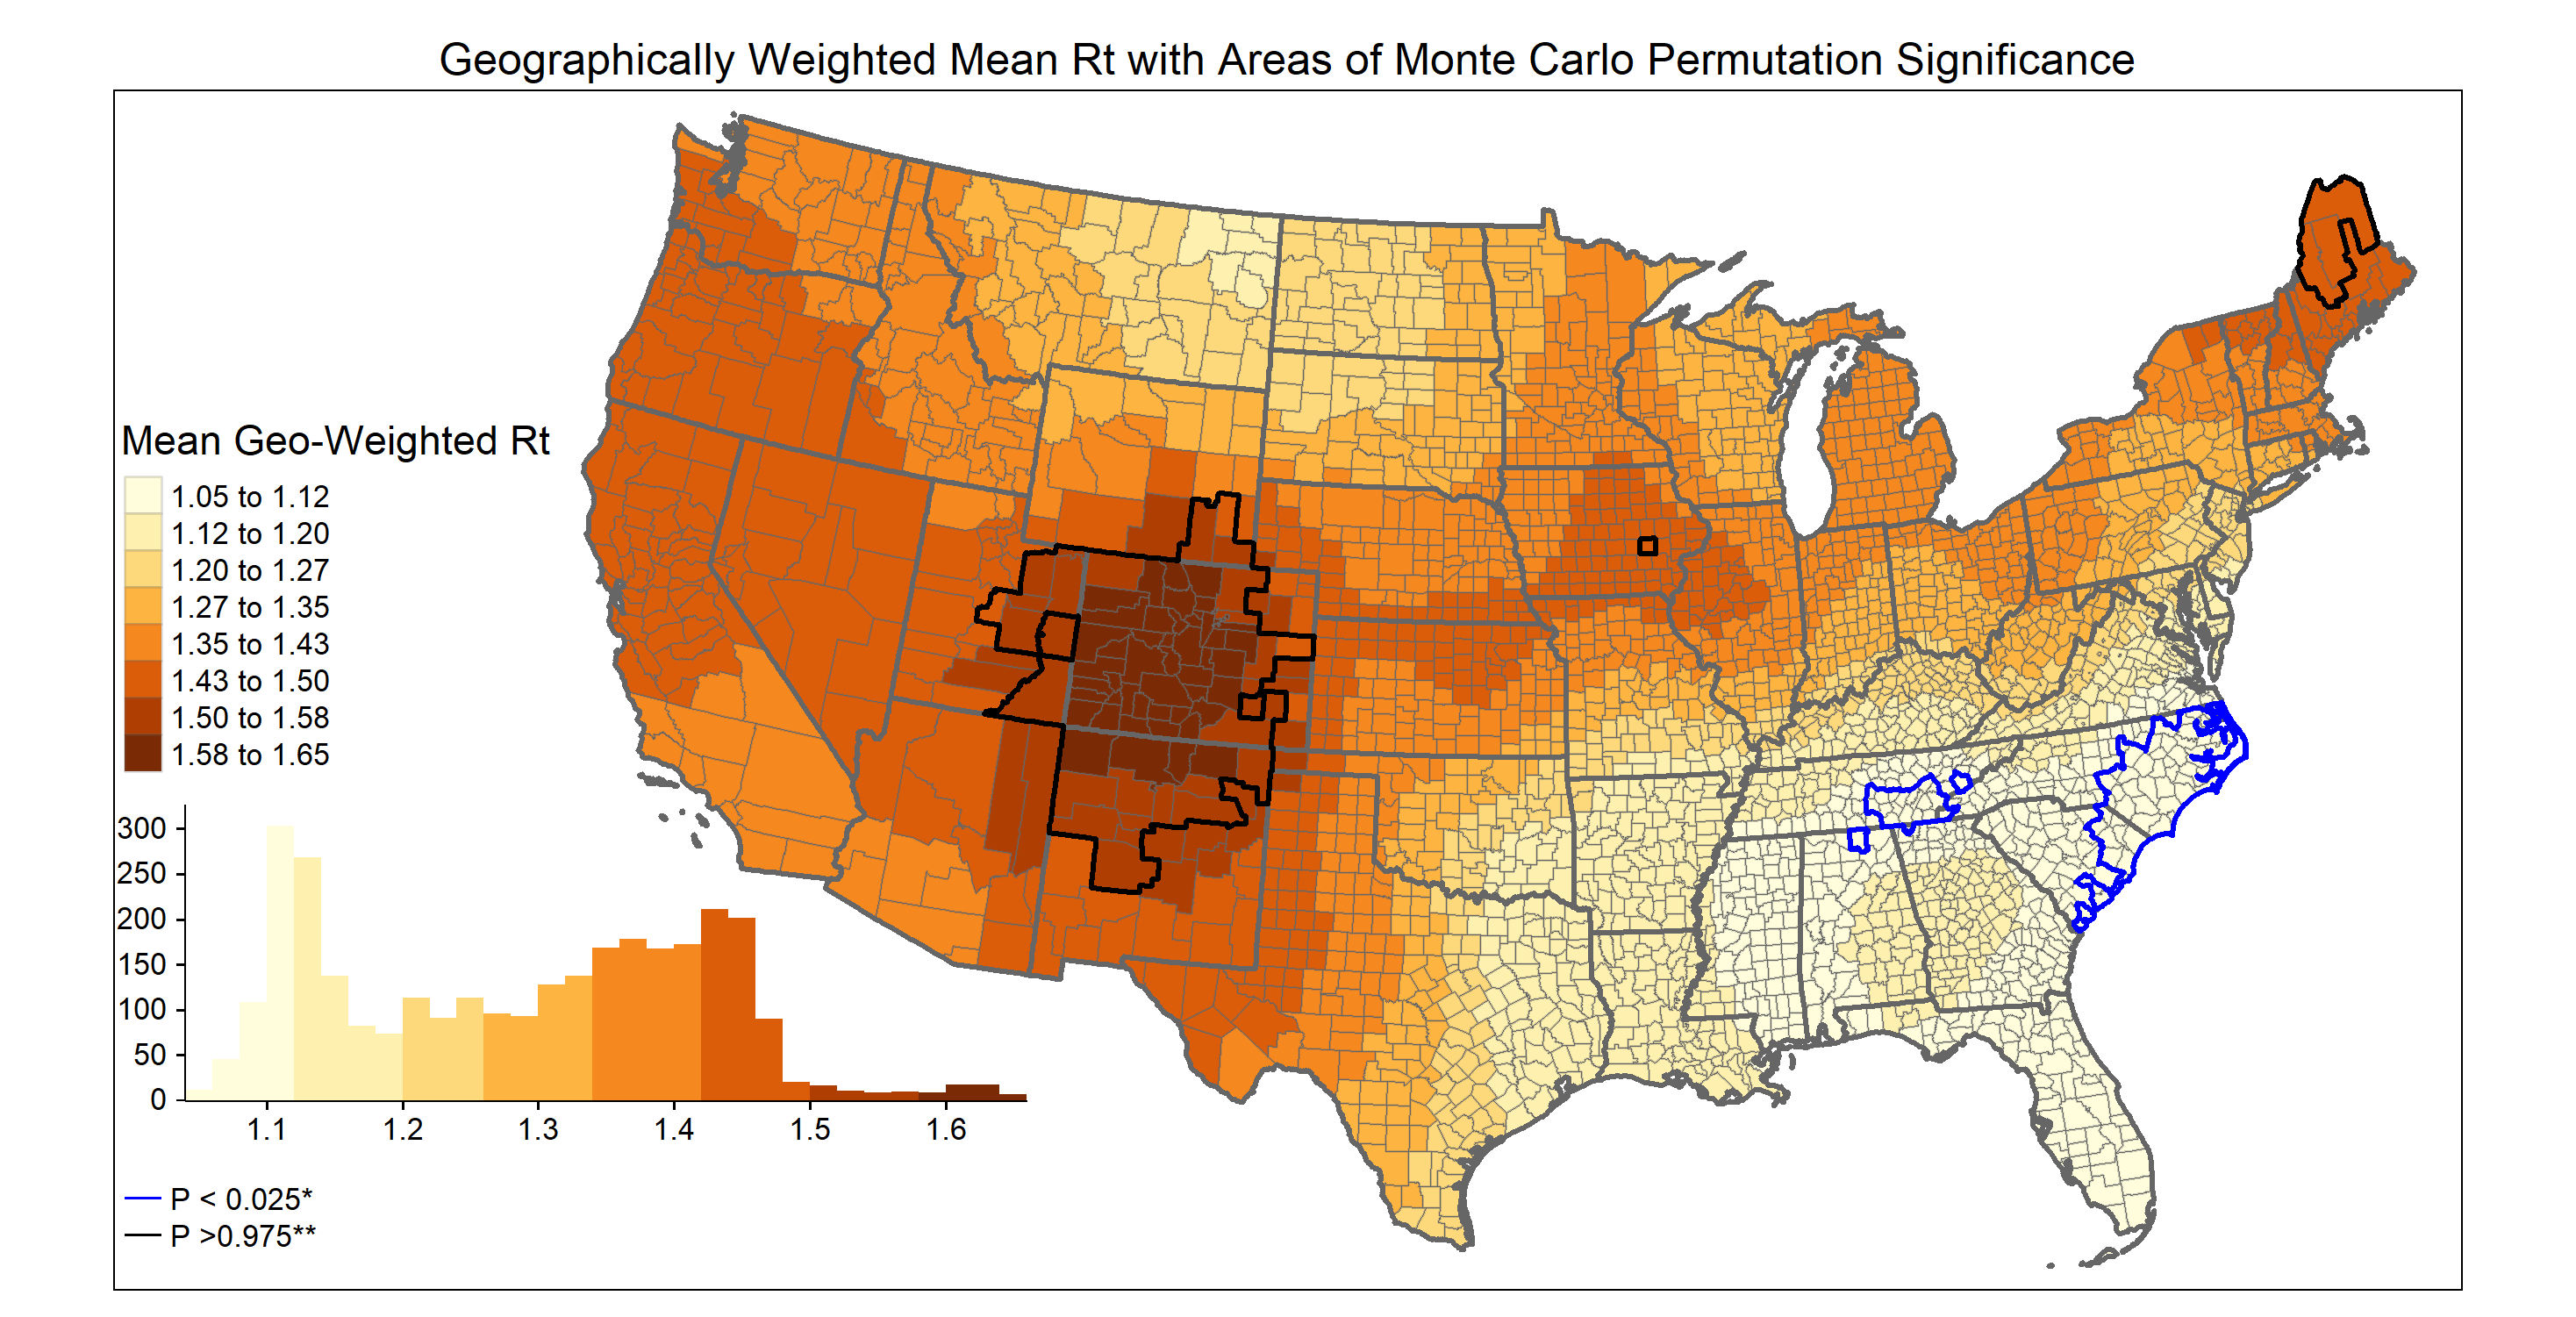 Geographically Weighted Mean Rt with Areas of Monte Carlo Permutation Significance
Mean Geo-Weighted Rt
1.05 to 1.12
1.12 to 1.20
1.20 to 1.27
1.27 to 1.35
1.35 to 1.43
1.43 to 1.50
1.50 to 1.58
1.58 to 1.65
300
250
200
150
100
50
0
1.1 1.2 1.3 1.4 1.5 1.6
P < 0.025*
P >0.975**